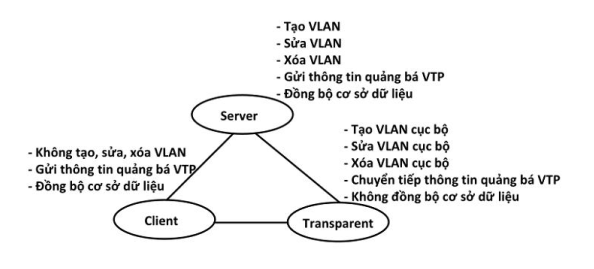 - Tạo VLAN
- Sửa VLAN
- Xóa VLAN
- Gửi thông tin quảng bá VTP
- Đồng bộ cơ sở dữ liệu
Server
- Tạo VLAN cục bộ
- Sửa VLAN cục bộ
- Xóa VLAN cục bộ
- Chuyển tiếp thông tin quảng bá VTP
- Không đồng bộ cơ sở dữ liệu
- Không tạo, sửa, xóa VLAN
- Gửi thông tin quảng bá VTP
- Đồng bộ cơ sở dữ liệu
Client
Transparent